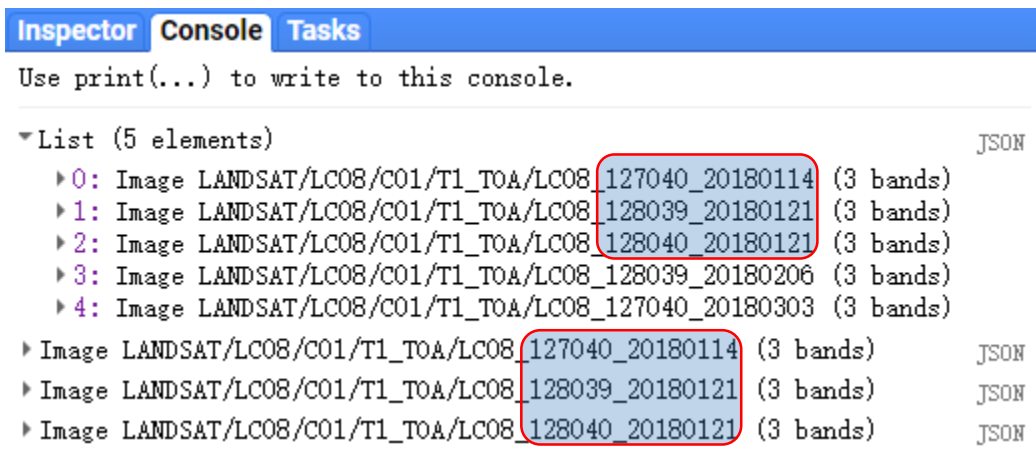 Inspector Console Tasks
Use print(...) to write to this console.
List (5 elements) JSON
0: Image LANDSAT/LC08/C01/T1_TOA/LC08_127040_20180114 (3 bands)
1: Image LANDSAT/LC08/C01/T1_TOA/LC08_128039_20180121 (3 bands)
2: Image LANDSAT/LC08/C01/T1_TOA/LC08_128040_20180121 (3 bands)
3: Image LANDSAT/LC08/C01/T1_TOA/LC08_128039_20180206 (3 bands)
4: Image LANDSAT/LC08/C01/T1_TOA/LC08_127040_20180303 (3 bands)
Image LANDSAT/LC08/C01/T1_TOA/LC08_127040_20180114 (3 bands) JSON
Image LANDSAT/LC08/C01/T1_TOA/LC08_128039_20180121 (3 bands) JSON
Image LANDSAT/LC08/C01/T1_TOA/LC08_128040_20180121 (3 bands) JSON